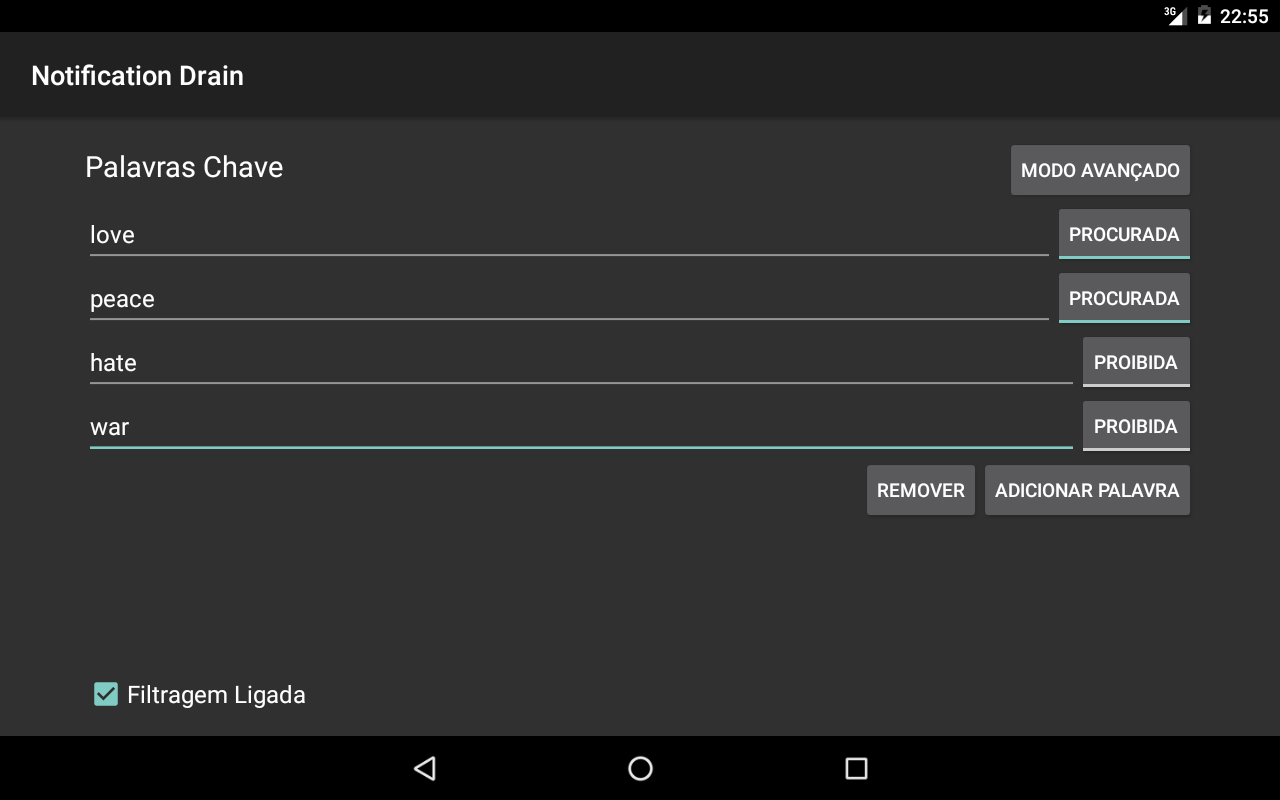 3G 22:55
Notification Drain
Palavras Chave MODO AVANÇADO
love PROCURADA
peace PROCURADA
hate PROIBIDA
war PROIBIDA
REMOVER ADICIONAR PALAVRA
Filtragem Ligada